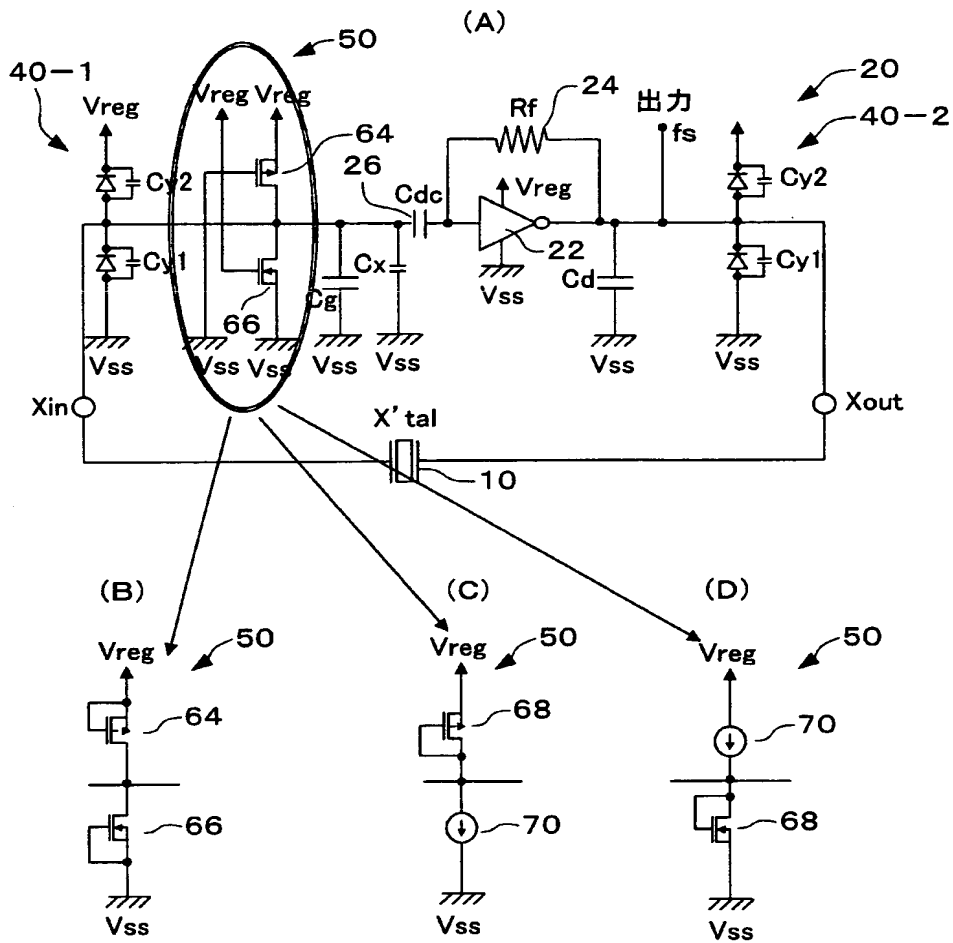 (A)
50
40-1
20
Vreg
Vreg
Vreg
出力
24
Rf
64
fs
40-2
26
Cdc
Vreg
Cy2
Cy2
22
Cy1
Cx
Cd
Cy1
66
Cg
Vss
Vss
Vss
Vss
Vss
Vss
Vss
Vss
Xin
X'tal
Xout
10
(B)
(C)
(D)
Vreg
50
Vreg
50
Vreg
50
64
68
70
66
70
68
Vss
Vss
Vss